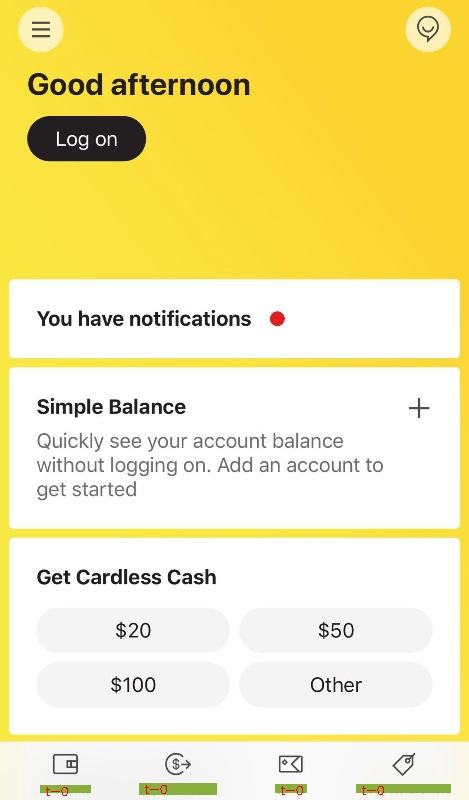 Good afternoon
Log on
You have notifications
Simple Balance
Quickly see your account balance
without logging on. Add an account to
get started
Get Cardless Cash
$20
$50
$100
Other
t-0
t-0
t-0
t-0